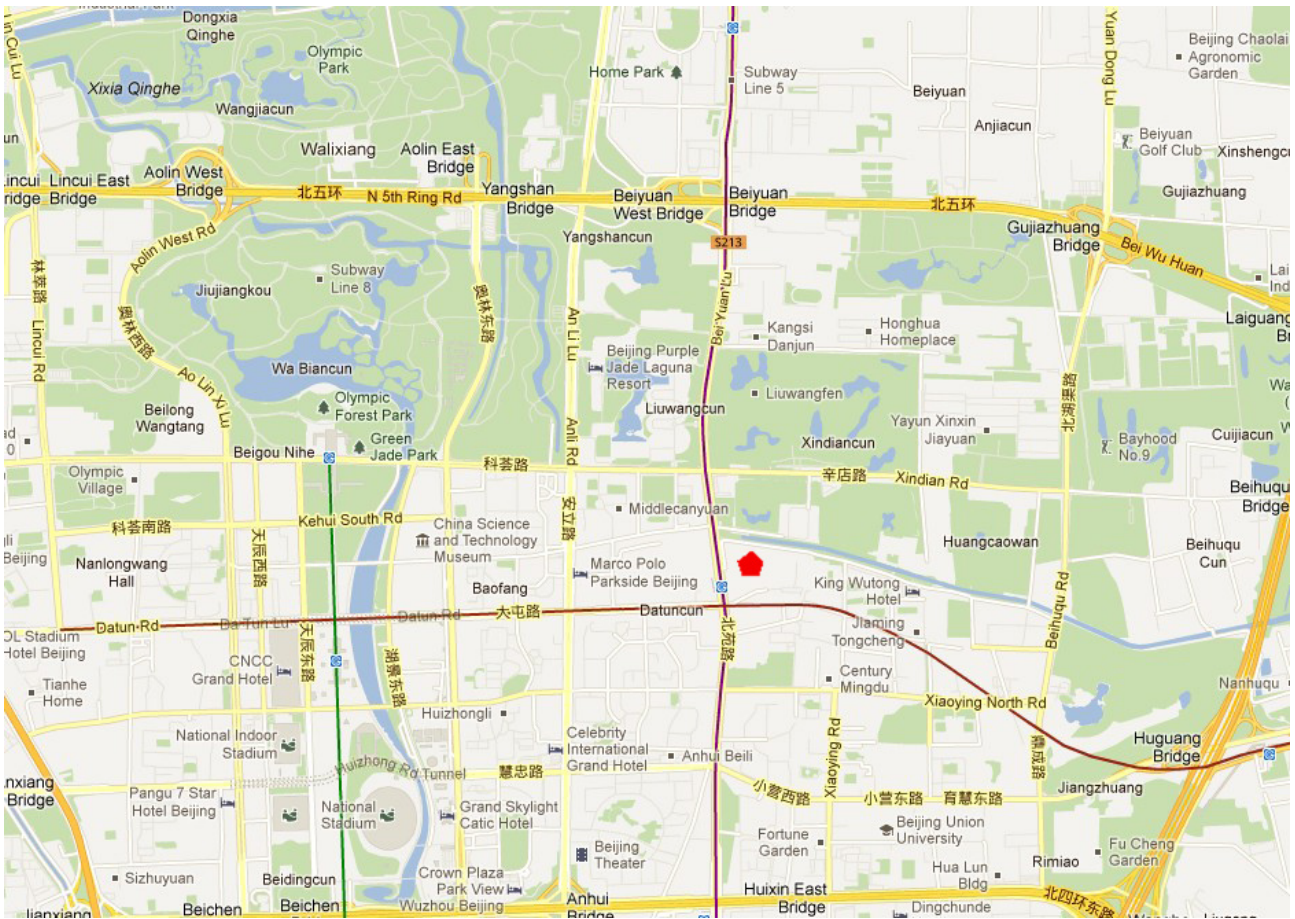 Dongxia
Qinghe
Olympic
Park
Xixia Qinghe
Wangjiacun
Walixiang
Home Park
Subway
Line 5
Beiyuan
Anjiacun
Yuan Dong Lu
Beijing Chaolai
Agronomic
Garden
Beiyuan
Golf Club
Xinshengcu
Gujiazhuang
Aolin West
Bridge
Aolin East
Bridge
Lincui East
Bridge
北五环
N 5th Ring Rd
Yangshan
Bridge
Beiyuan
West Bridge
Beiyuan
Bridge
北五环
Gujiazhuang
Bridge
Bei Wu Huan
S213
Yangshancun
Aolin West Rd
林萃路
Lincui Rd
Jiujiangkou
Subway
Line 8
奥林西路
Ao Lin Xi Lu
奥林东路
An Li Lu
Bei Yuan Lu
Kangsi
Danjun
Honghua
Homeplace
Laiguang
Wa Biancun
Beijing Purple
Jade Laguna
Resort
Liuwangcun
Liuwangfen
北湖渠路
Beilong
Wangtang
Olympic
Forest Park
Green
Jade Park
Anli Rd
Xindiancun
Yayun Xinxin
Jiayuan
Bayhood
No.9
Cuijiacun
Beigou Nihe
科荟路
辛店路
Xindian Rd
Olympic
Village
Beihuqu
Bridge
科荟南路
Kehui South Rd
China Science
and Technology
Museum
安立路
Middlecanyuan
Huangcaowan
Beihuqu
Cun
Nanlongwang
Hall
天辰西路
Baofang
Marco Polo
Parkside Beijing
King Wutong
Hotel
Beihuqu Rd
Datun Rd
Da Tun Lu
Datun Rd
大屯路
Datuncun
北苑路
Jiaming
Tongcheng
OL Stadium
Hotel Beijing
天辰东路
CNCC
Grand Hotel
湖景东路
Tianhe
Home
Century
Mingdu
Xiaoying North Rd
Nanhuqu
Huizhongli
National Indoor
Stadium
Celebrity
International
Grand Hotel
Anhui Beili
Xiaoying Rd
鼎成路
Huguang
Bridge
Huizhong Rd Tunnel
慧忠路
Jiangzhuang
小营西路
小营东路
育慧东路
Pangu 7 Star
Hotel Beijing
National
Stadium
Grand Skylight
Catic Hotel
Beijing
Theater
Fortune
Garden
Beijing Union
University
Fu Cheng
Garden
Rimiao
Hua Lun
Bldg
Sizhuyuan
Beidingcun
Crown Plaza
Park View
Wuzhou Beijing
Huixin East
Bridge
北四环东路
Beichen
Beichen
Anhui
Bridge
Dingchunde